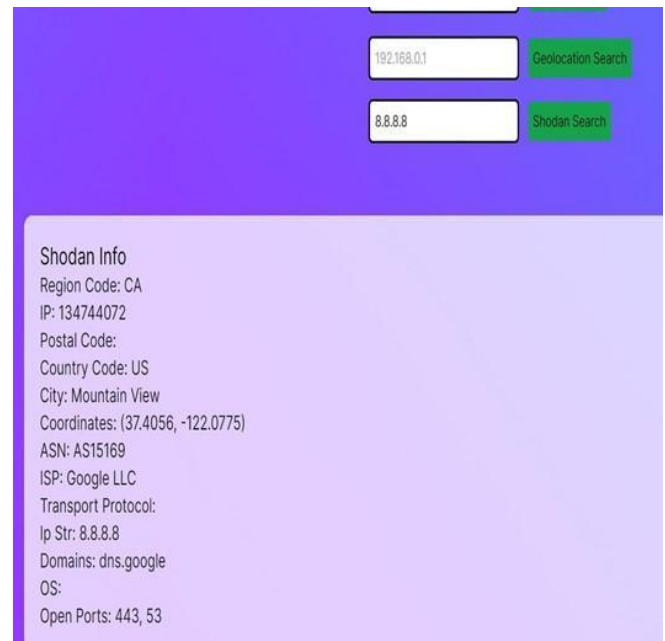 192.168.0.1
Geolocation Search
8.8.8.8
Shodan Search
Shodan Info
Region Code: CA
IP: 134744072
Postal Code:
Country Code: US
City: Mountain View
Coordinates: (37.4056, -122.0775)
ASN: AS15169
ISP: Google LLC
Transport Protocol:
Ip Str: 8.8.8.8
Domains: dns.google
OS:
Open Ports: 443, 53